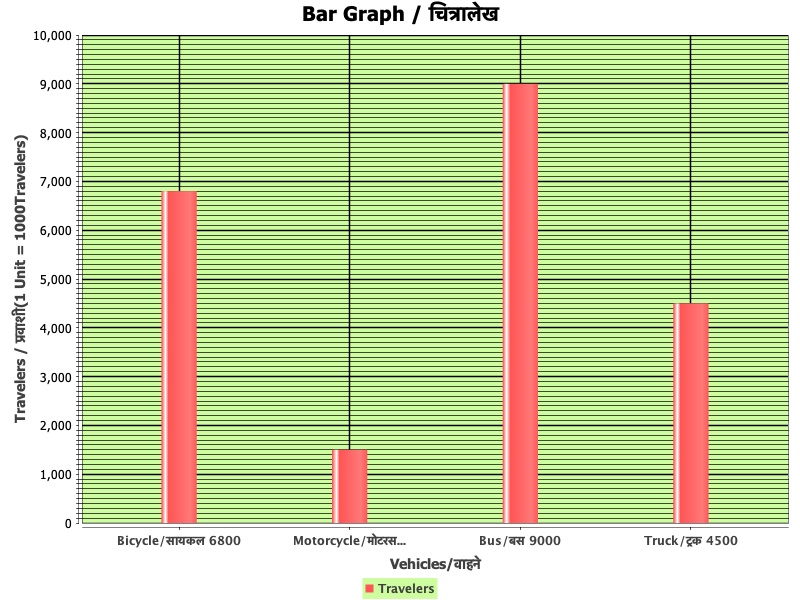 Bar Graph / चित्रालेख
Travelers / प्रवाशी(1 Unit = 1000Travelers)
10,000
9,000
8,000
7,000
6,000
5,000
4,000
3,000
2,000
1,000
0
Bicycle/सायकल 6800 Motorcycle/मोटरस... Bus/बस 9000 Truck/ट्रक 4500
Vehicles/वाहने
Travelers